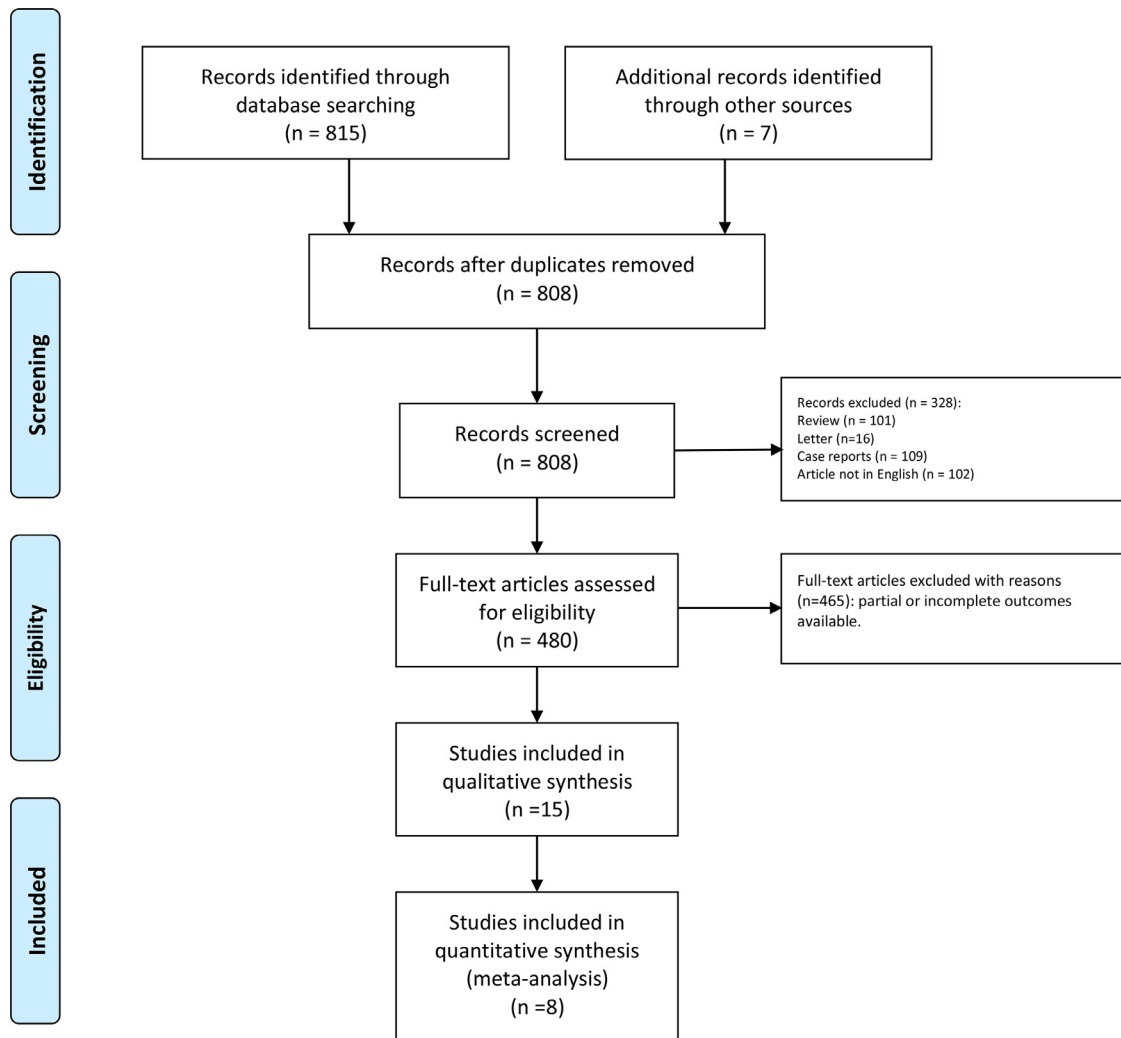 Identification
Records identified through
database searching
(n = 815)
Additional records identified
through other sources
(n = 7)
Records after duplicates removed
(n = 808)
Screening
Records screened
(n = 808)
Records excluded (n = 328):
Review (n = 101)
Letter (n=16)
Case reports (n = 109)
Article not in English (n = 102)
Eligibility
Full-text articles assessed
for eligibility
(n = 480)
Full-text articles excluded with reasons
(n=465): partial or incomplete outcomes
available.
Studies included in
qualitative synthesis
(n =15)
Included
Studies included in
quantitative synthesis
(meta-analysis)
(n =8)